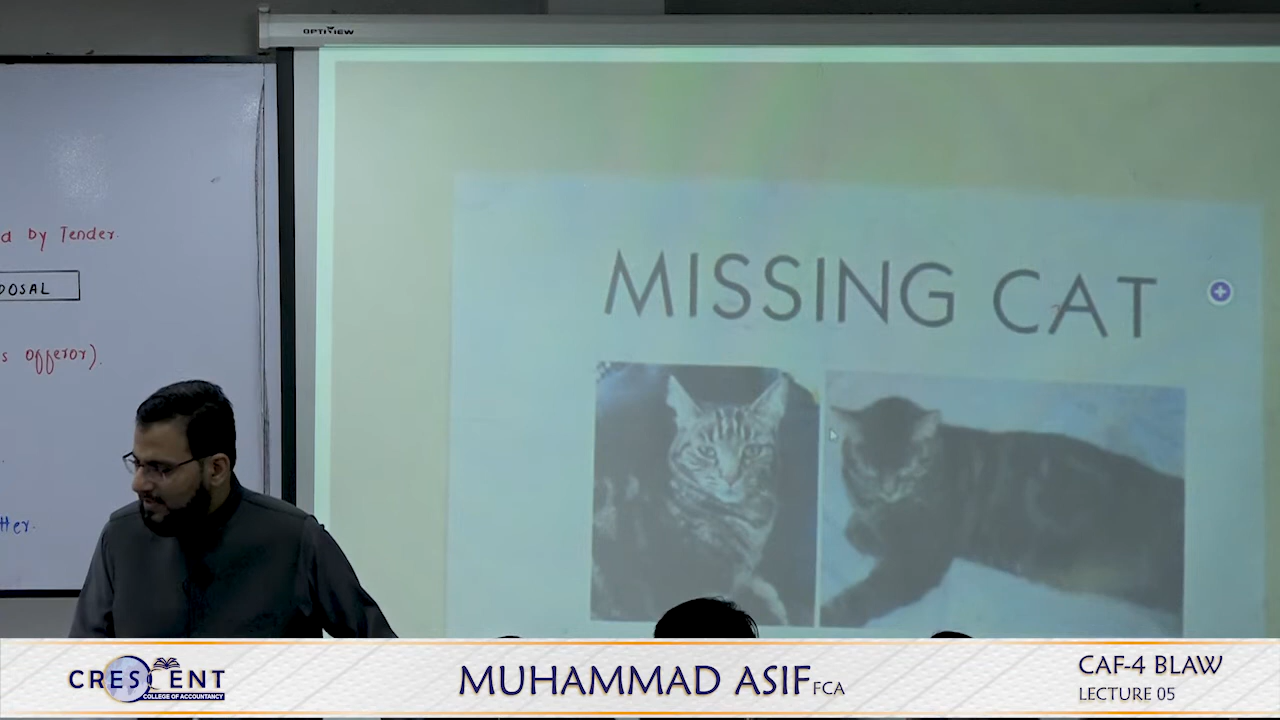 OPTIVIEW
a by Tender.
OSAL
s offeror).
tter.
MISSING CAT
CRESCENT
COLLEGE OF ACCOUNTANCY
MUHAMMAD ASIF FCA
CAF-4 BLAW
LECTURE 05